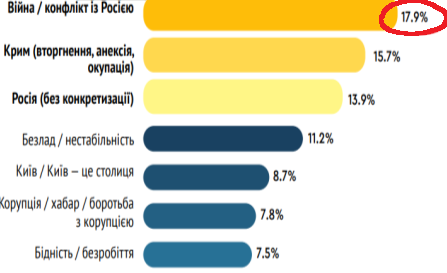 Війна / конфлікт із Росією
17.9%
Крим (вторгнення, анексія,
окупація)
15.7%
Росія (без конкретизації)
13.9%
Безлад / нестабільність
11.2%
Київ / Київ – це столиця
8.7%
Корупція / хабар / боротьба
з корупцією
7.8%
Бідність / безробіття
7.5%